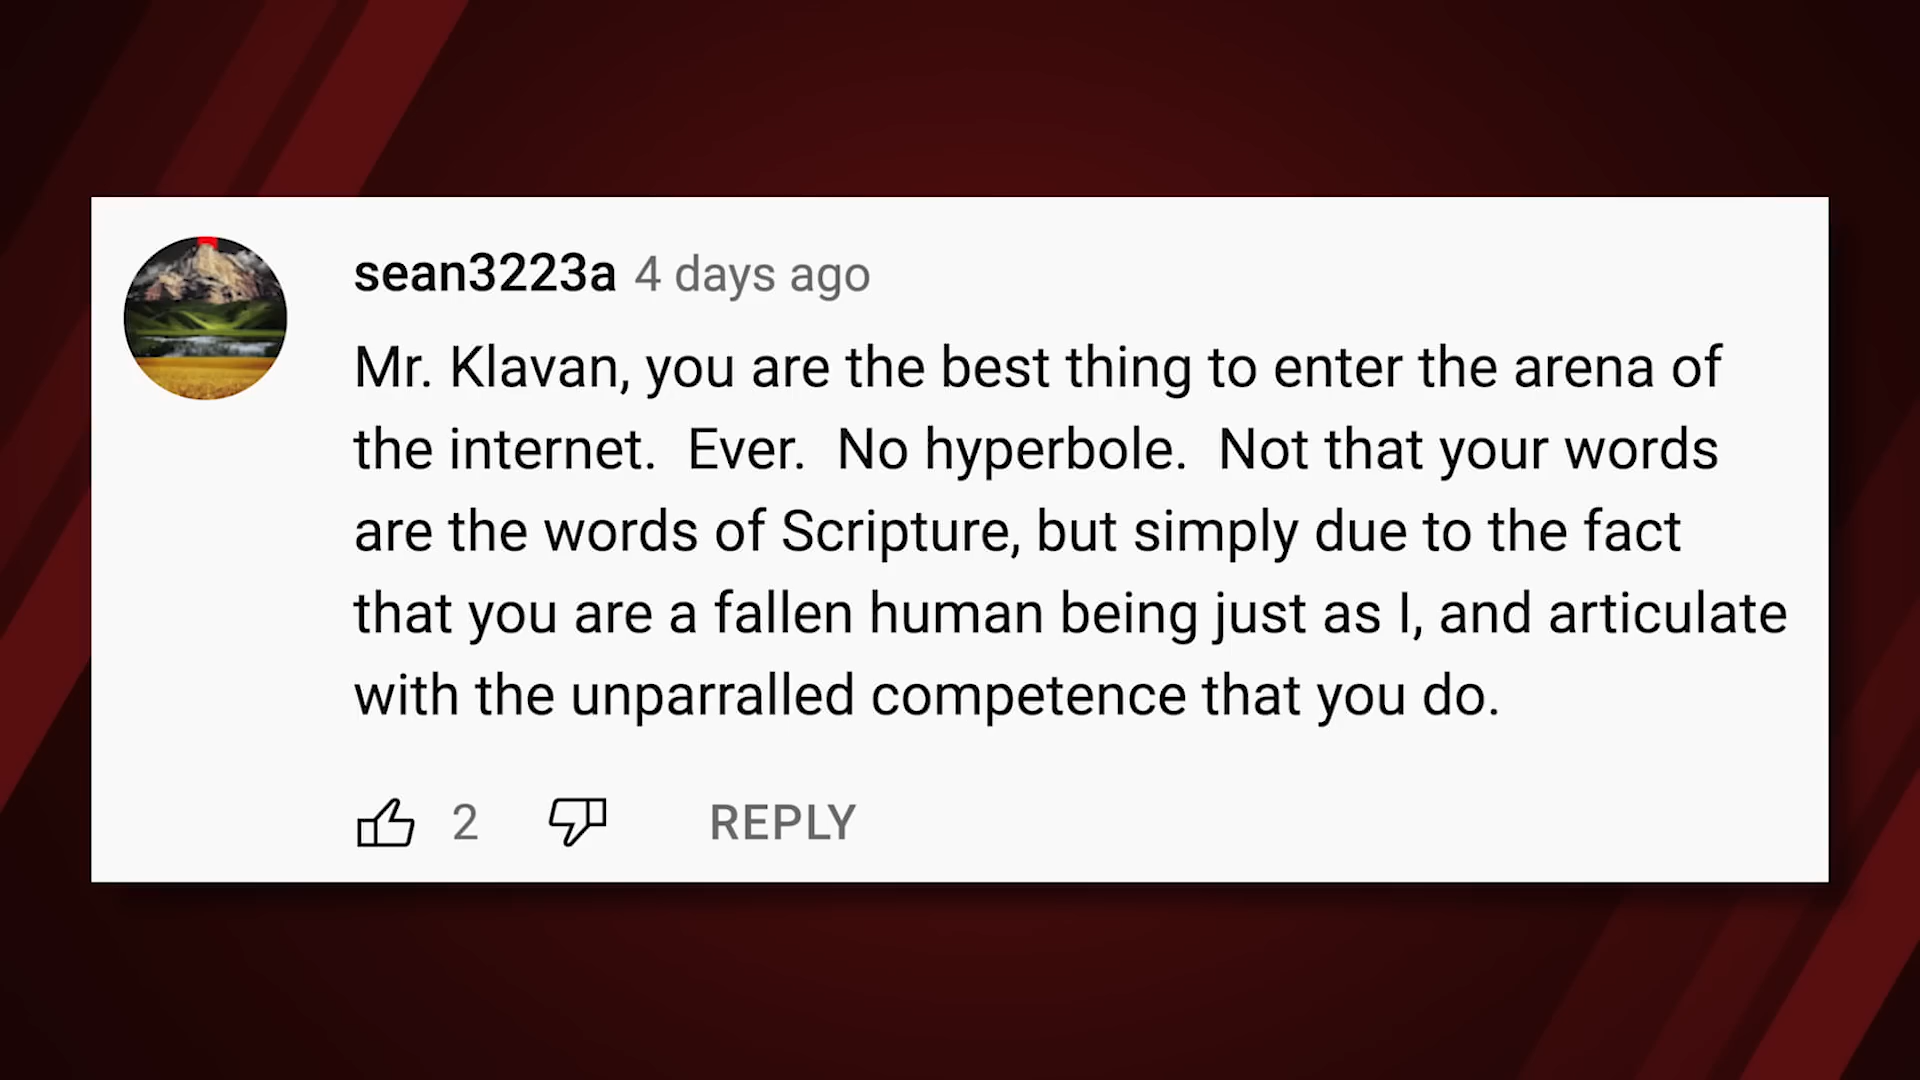 sean3223a 4 days ago
Mr. Klavan, you are the best thing to enter the arena of
the internet.  Ever.  No hyperbole.  Not that your words
are the words of Scripture, but simply due to the fact
that you are a fallen human being just as I, and articulate
with the unparralled competence that you do.
2 REPLY